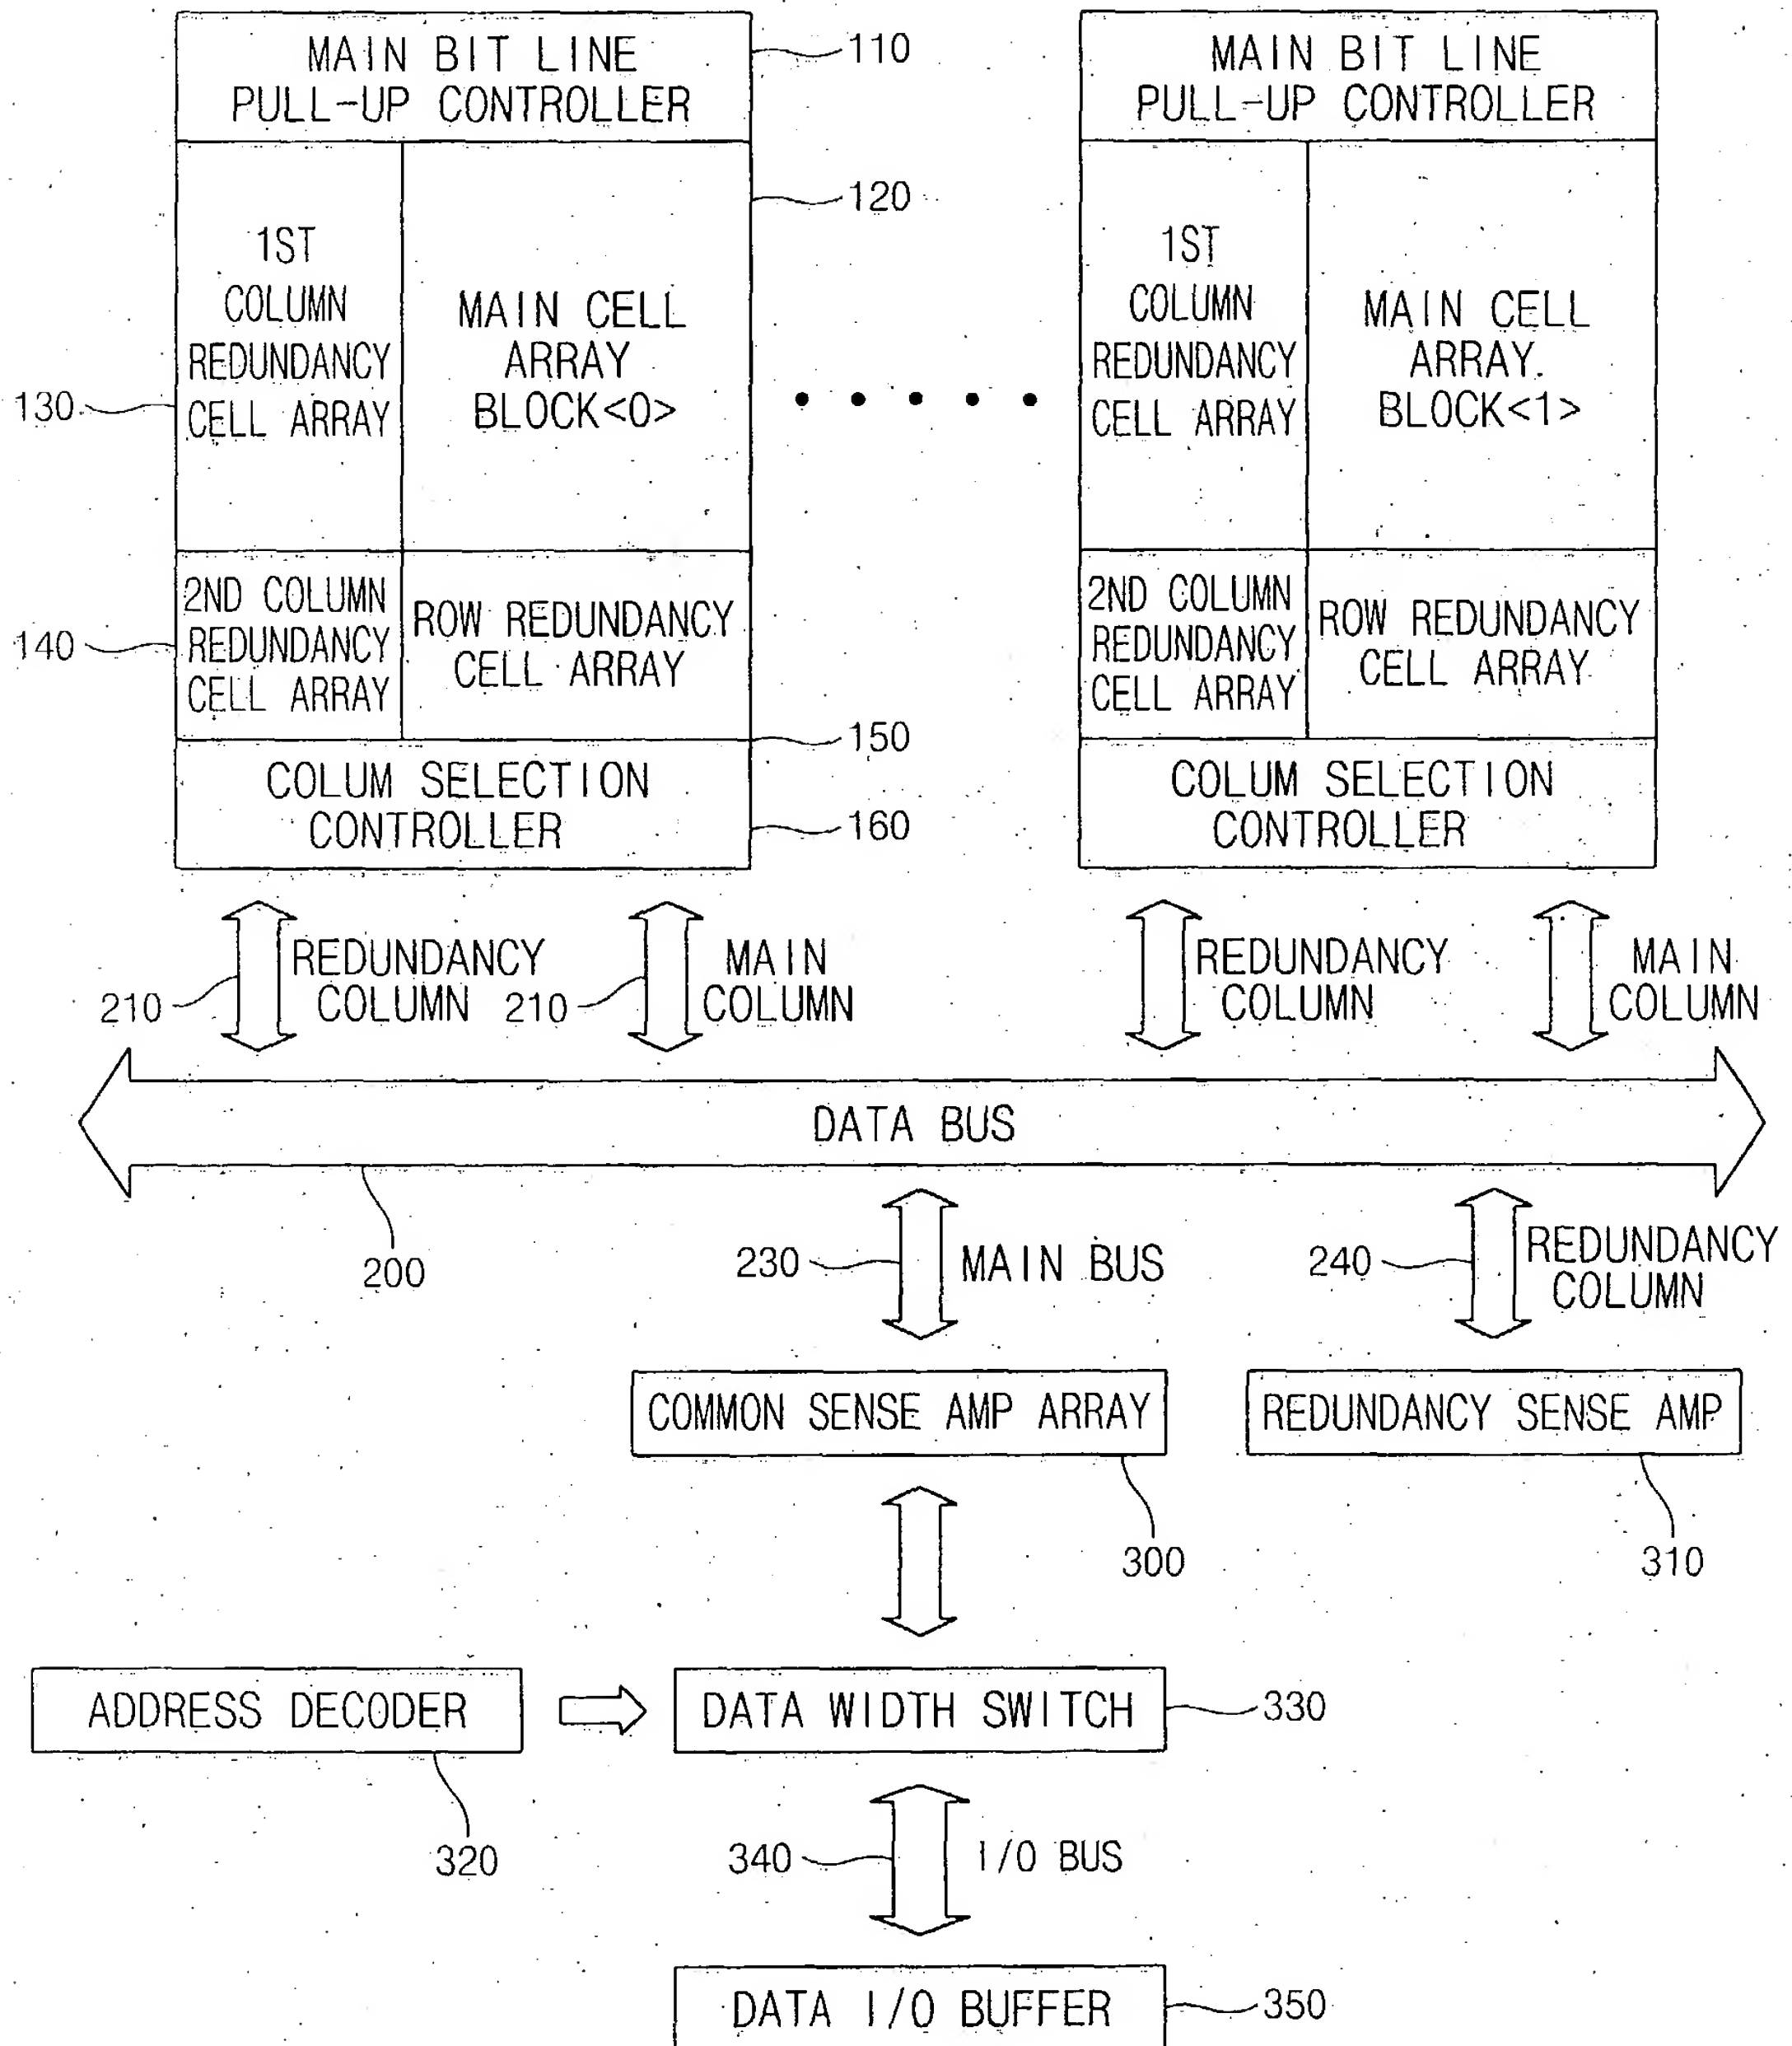 MAIN BIT LINE
PULL-UP CONTROLLER
110
MAIN BIT LINE
PULL-UP CONTROLLER
120
1ST
COLUMN
REDUNDANCY
CELL ARRAY
130
MAIN CELL
ARRAY
BLOCK<0>
1ST
COLUMN
REDUNDANCY
CELL ARRAY
MAIN CELL
ARRAY
BLOCK<1>
2ND COLUMN
REDUNDANCY
CELL ARRAY
140
ROW REDUNDANCY
CELL ARRAY
150
2ND COLUMN
REDUNDANCY
CELL ARRAY
ROW REDUNDANCY
CELL ARRAY
COLUM SELECTION
CONTROLLER
160
COLUM SELECTION
CONTROLLER
210
REDUNDANCY
COLUMN
210
MAIN
COLUMN
REDUNDANCY
COLUMN
MAIN
COLUMN
DATA BUS
200
230
MAIN BUS
240
REDUNDANCY
COLUMN
COMMON SENSE AMP ARRAY
300
REDUNDANCY SENSE AMP
310
ADDRESS DECODER
320
DATA WIDTH SWITCH
330
340
I/O BUS
DATA I/O BUFFER
350